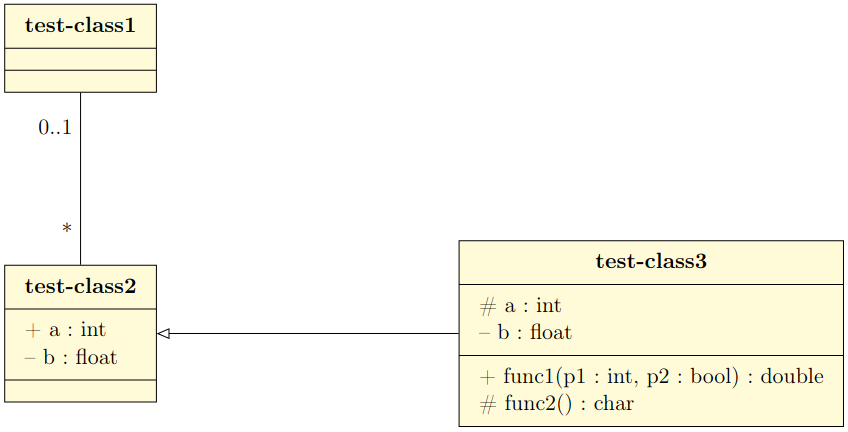 test-class1
0..1
*
test-class2
+ a : int
– b : float
test-class3
# a : int
– b : float
+ func1(p1 : int, p2 : bool) : double
# func2() : char